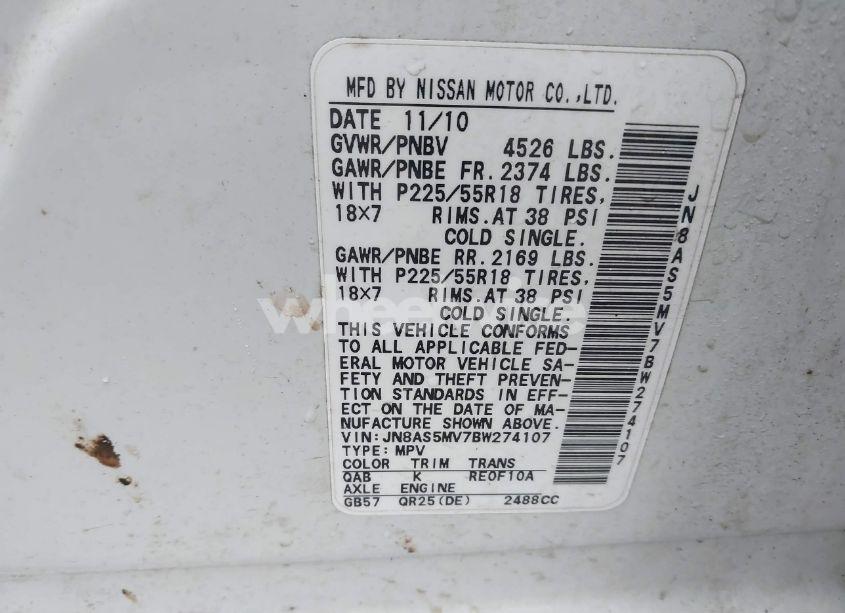 MFD BY NISSAN MOTOR CO.,LTD.
DATE 11/10
GVWR/PNBV 4526 LBS.
GAWR/PNBE FR. 2374 LBS.
WITH P225/55R18 TIRES,
18×7 RIMS.AT 38 PSI
COLD SINGLE.
GAWR/PNBE RR. 2169 LBS.
WITH P225/55R18 TIRES,
18×7 RIMS.AT 38 PSI
COLD SINGLE.
THIS VEHICLE CONFORMS
TO ALL APPLICABLE FED-
ERAL MOTOR VEHICLE SA-
FETY AND THEFT PREVEN-
TION STANDARDS IN EFF-
ECT ON THE DATE OF MA-
NUFACTURE SHOWN ABOVE.
VIN:JN8AS5MV7BW274107
TYPE:MPV
COLOR TRIM TRANS
QAB K RE0F10A
AXLE ENGINE
GB57 QR25(DE) 2488CC
JN8AS5MV7BW274107